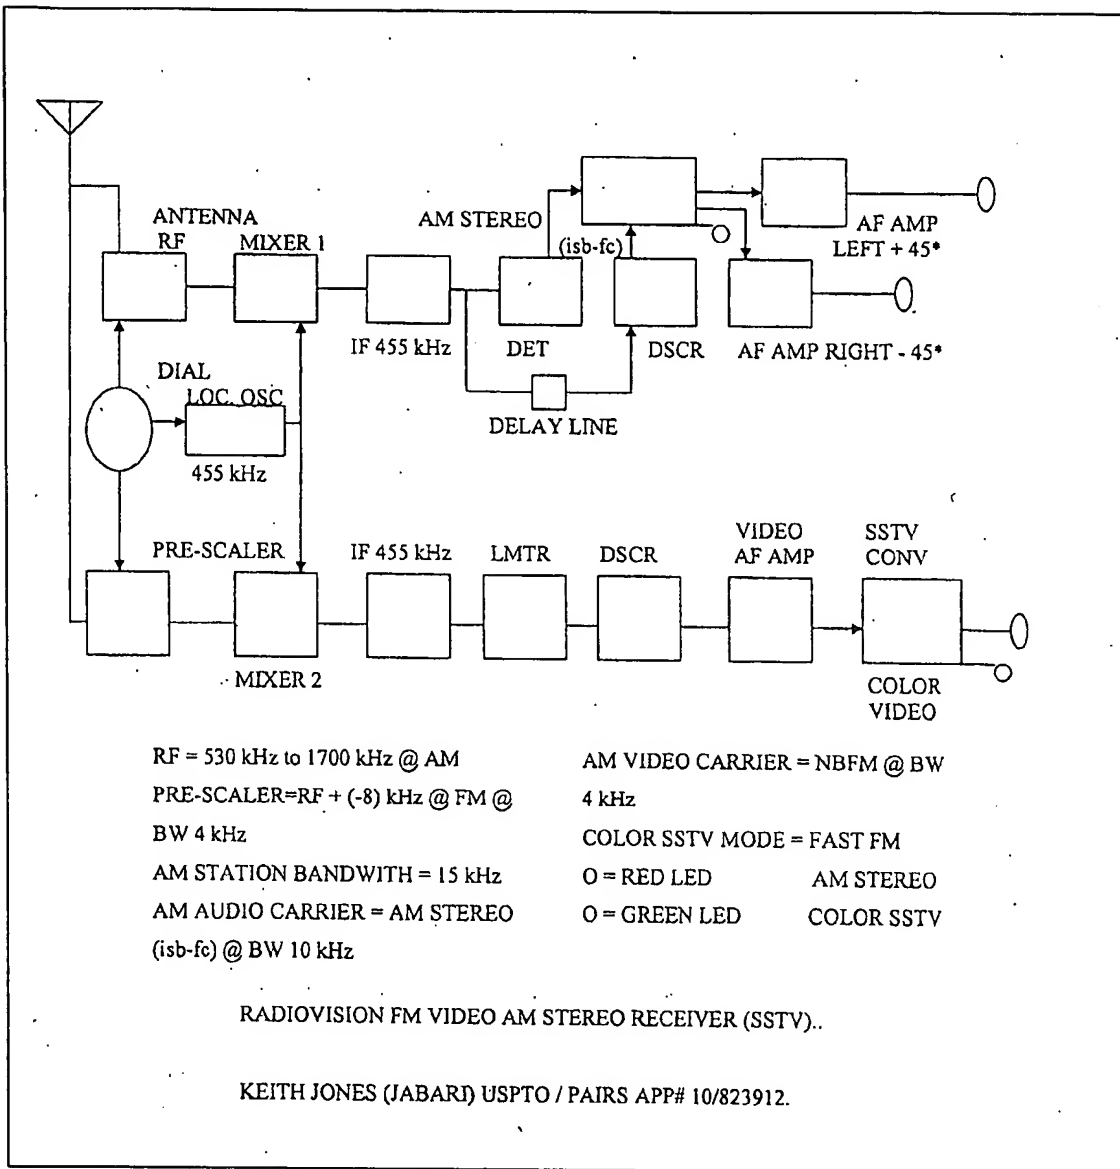 ANTENNA
RF
MIXER 1
AM STEREO
(isb-fc)
AF AMP
LEFT + 45*
IF 455 kHz
DET
DSCR
AF AMP RIGHT - 45*
DIAL
LOC. OSC
DELAY LINE
455 kHz
PRE-SCALER
IF 455 kHz
LMTR
DSCR
VIDEO
AF AMP
SSTV
CONV
MIXER 2
COLOR
VIDEO
RF = 530 kHz to 1700 kHz @ AM
PRE-SCALER=RF + (-8) kHz @ FM @
BW 4 kHz
AM STATION BANDWITH = 15 kHz
AM AUDIO CARRIER = AM STEREO
(isb-fc) @ BW 10 kHz
AM VIDEO CARRIER = NBFM @ BW
4 kHz
COLOR SSTV MODE = FAST FM
O = RED LED AM STEREO
O = GREEN LED COLOR SSTV
RADIOVISION FM VIDEO AM STEREO RECEIVER (SSTV)..
KEITH JONES (JABARI) USPTO / PAIRS APP# 10/823912.